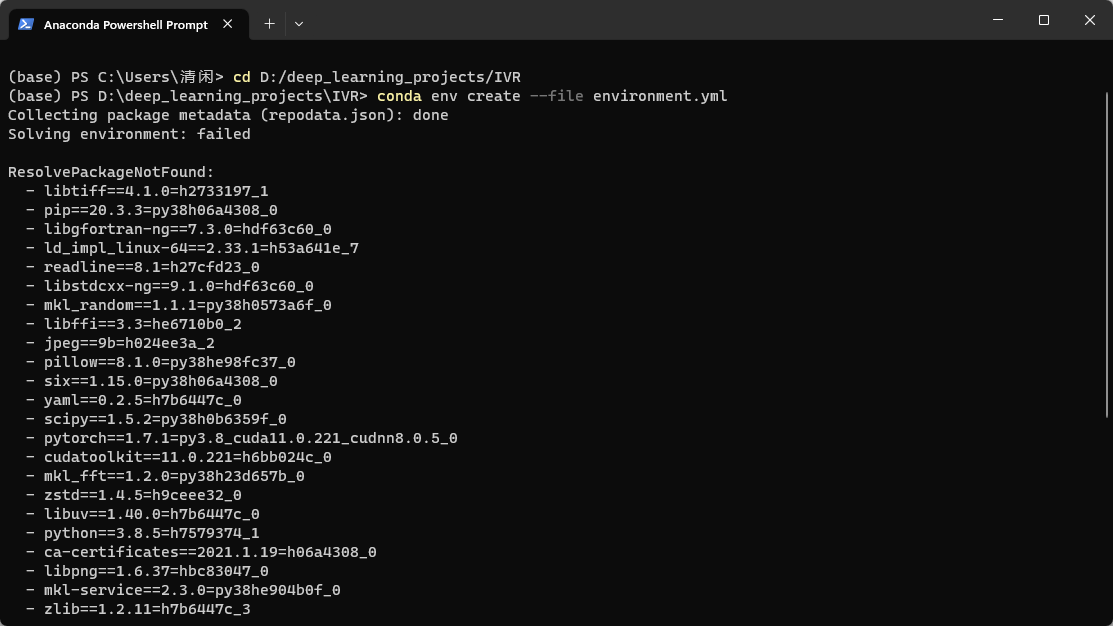 Anaconda Powershell Prompt
(base) PS C:\Users\清闲> cd D:/deep_learning_projects/IVR
(base) PS D:\deep_learning_projects\IVR> conda env create --file environment.yml
Collecting package metadata (repodata.json): done
Solving environment: failed
ResolvePackageNotFound:
- libtiff==4.1.0=h2733197_1
- pip==20.3.3=py38h06a4308_0
- libgfortran-ng==7.3.0=hdf63c60_0
- ld_impl_linux-64==2.33.1=h53a641e_7
- readline==8.1=h27cfd23_0
- libstdcxx-ng==9.1.0=hdf63c60_0
- mkl_random==1.1.1=py38h0573a6f_0
- libffi==3.3=he6710b0_2
- jpeg==9b=h024ee3a_2
- pillow==8.1.0=py38he98fc37_0
- six==1.15.0=py38h06a4308_0
- yaml==0.2.5=h7b6447c_0
- scipy==1.5.2=py38h0b6359f_0
- pytorch==1.7.1=py3.8_cuda11.0.221_cudnn8.0.5_0
- cudatoolkit==11.0.221=h6bb024c_0
- mkl_fft==1.2.0=py38h23d657b_0
- zstd==1.4.5=h9ceee32_0
- libuv==1.40.0=h7b6447c_0
- python==3.8.5=h7579374_1
- ca-certificates==2021.1.19=h06a4308_0
- libpng==1.6.37=hbc83047_0
- mkl-service==2.3.0=py38he904b0f_0
- zlib==1.2.11=h7b6447c_3